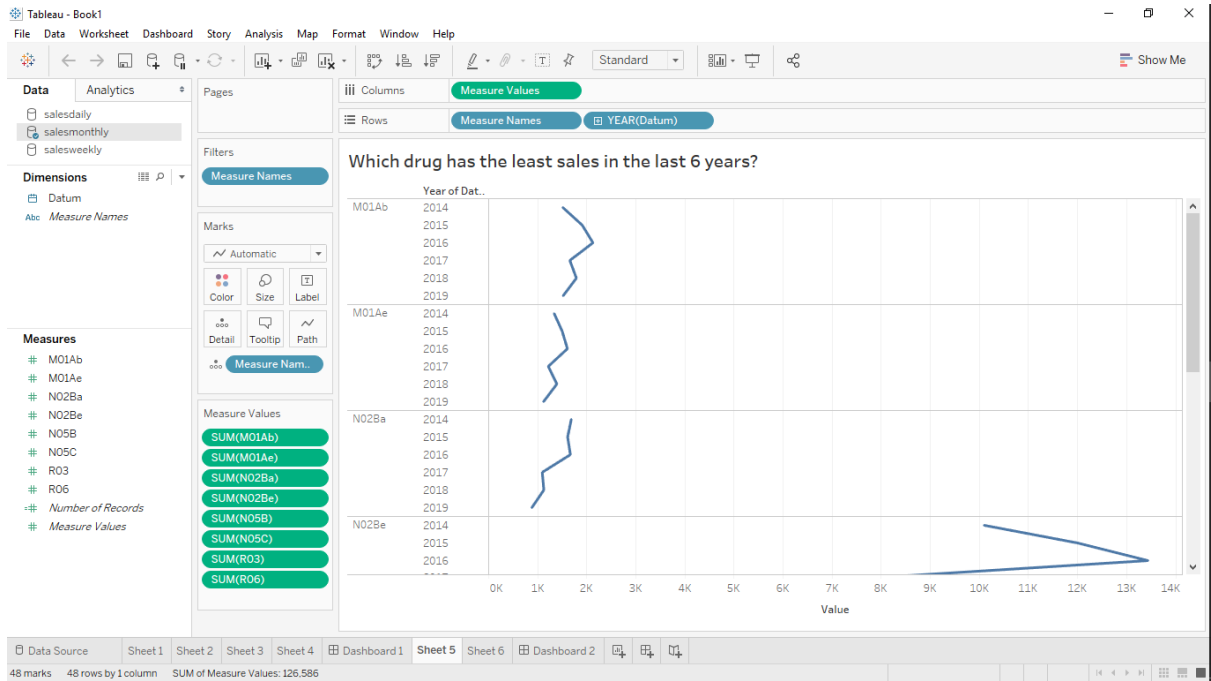 Tableau - Book1
File Data Worksheet Dashboard Story Analysis Map Format Window Help
Standard
Show Me
Data Analytics
salesdaily
salesmonthly
salesweekly
Dimensions
Datum
Abc Measure Names
Measures
# M01Ab
# M01Ae
# N02Ba
# N02Be
# N05B
# N05C
# R03
# R06
=# Number of Records
# Measure Values
Pages
Filters
Measure Names
Marks
Automatic
Color Size Label
Detail Tooltip Path
Measure Nam..
Measure Values
SUM(M01Ab)
SUM(M01Ae)
SUM(N02Ba)
SUM(N02Be)
SUM(N05B)
SUM(N05C)
SUM(R03)
SUM(R06)
iii Columns Measure Values
Rows Measure Names YEAR(Datum)
Which drug has the least sales in the last 6 years?
Year of Dat..
M01Ab 2014
2015
2016
2017
2018
2019
M01Ae 2014
2015
2016
2017
2018
2019
N02Ba 2014
2015
2016
2017
2018
2019
N02Be 2014
2015
2016
0K 1K 2K 3K 4K 5K 6K 7K 8K 9K 10K 11K 12K 13K 14K
Value
Data Source Sheet 1 Sheet 2 Sheet 3 Sheet 4 Dashboard 1 Sheet 5 Sheet 6 Dashboard 2
48 marks 48 rows by 1 column SUM of Measure Values: 126,586